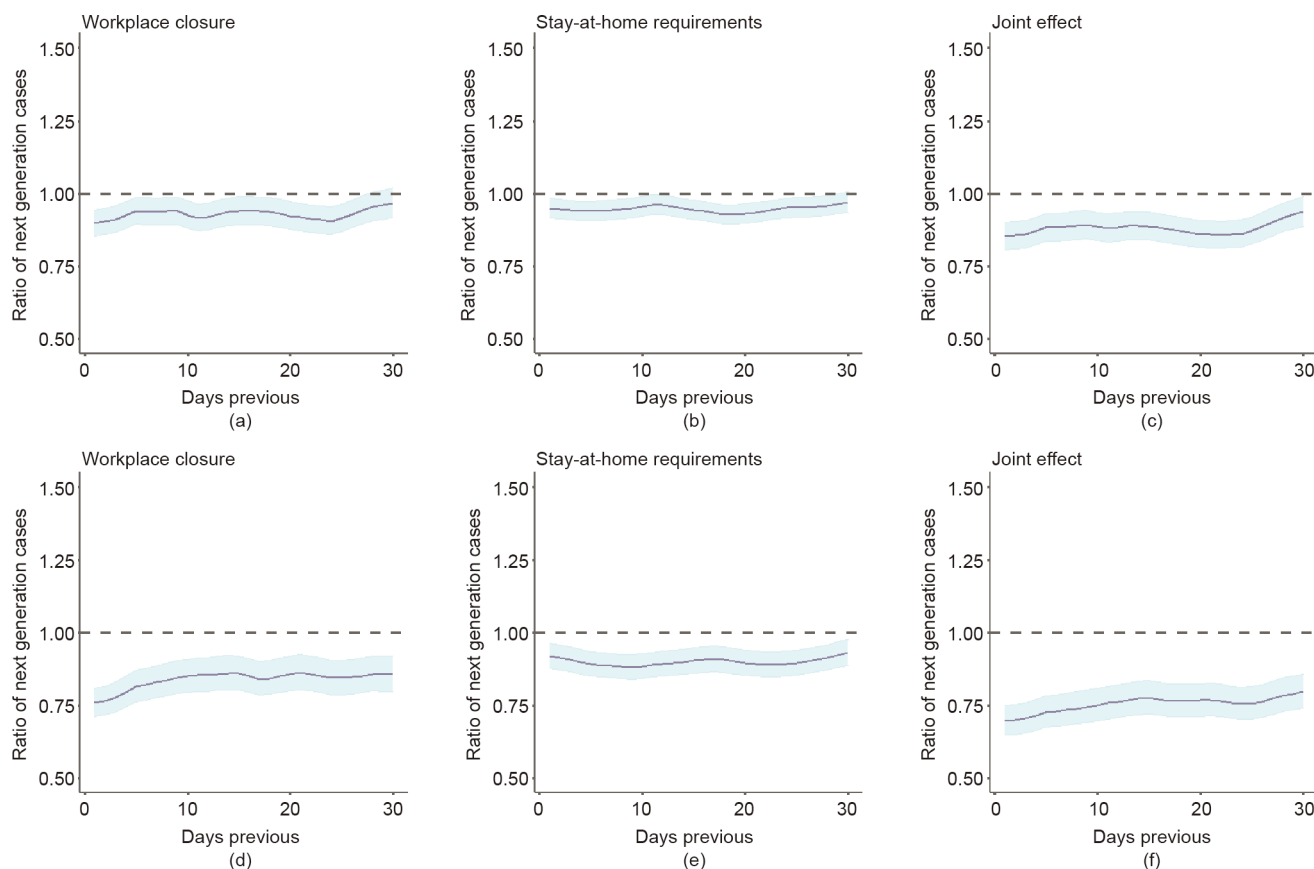 Workplace closure
1.50
1.25
1.00
0.75
0.50
Ratio of next generation cases
0 10 20 30
Days previous
(a)
Stay-at-home requirements
1.50
1.25
1.00
0.75
0.50
Ratio of next generation cases
0 10 20 30
Days previous
(b)
Joint effect
1.50
1.25
1.00
0.75
0.50
Ratio of next generation cases
0 10 20 30
Days previous
(c)
Workplace closure
1.50
1.25
1.00
0.75
0.50
Ratio of next generation cases
0 10 20 30
Days previous
(d)
Stay-at-home requirements
1.50
1.25
1.00
0.75
0.50
Ratio of next generation cases
0 10 20 30
Days previous
(e)
Joint effect
1.50
1.25
1.00
0.75
0.50
Ratio of next generation cases
0 10 20 30
Days previous
(f)